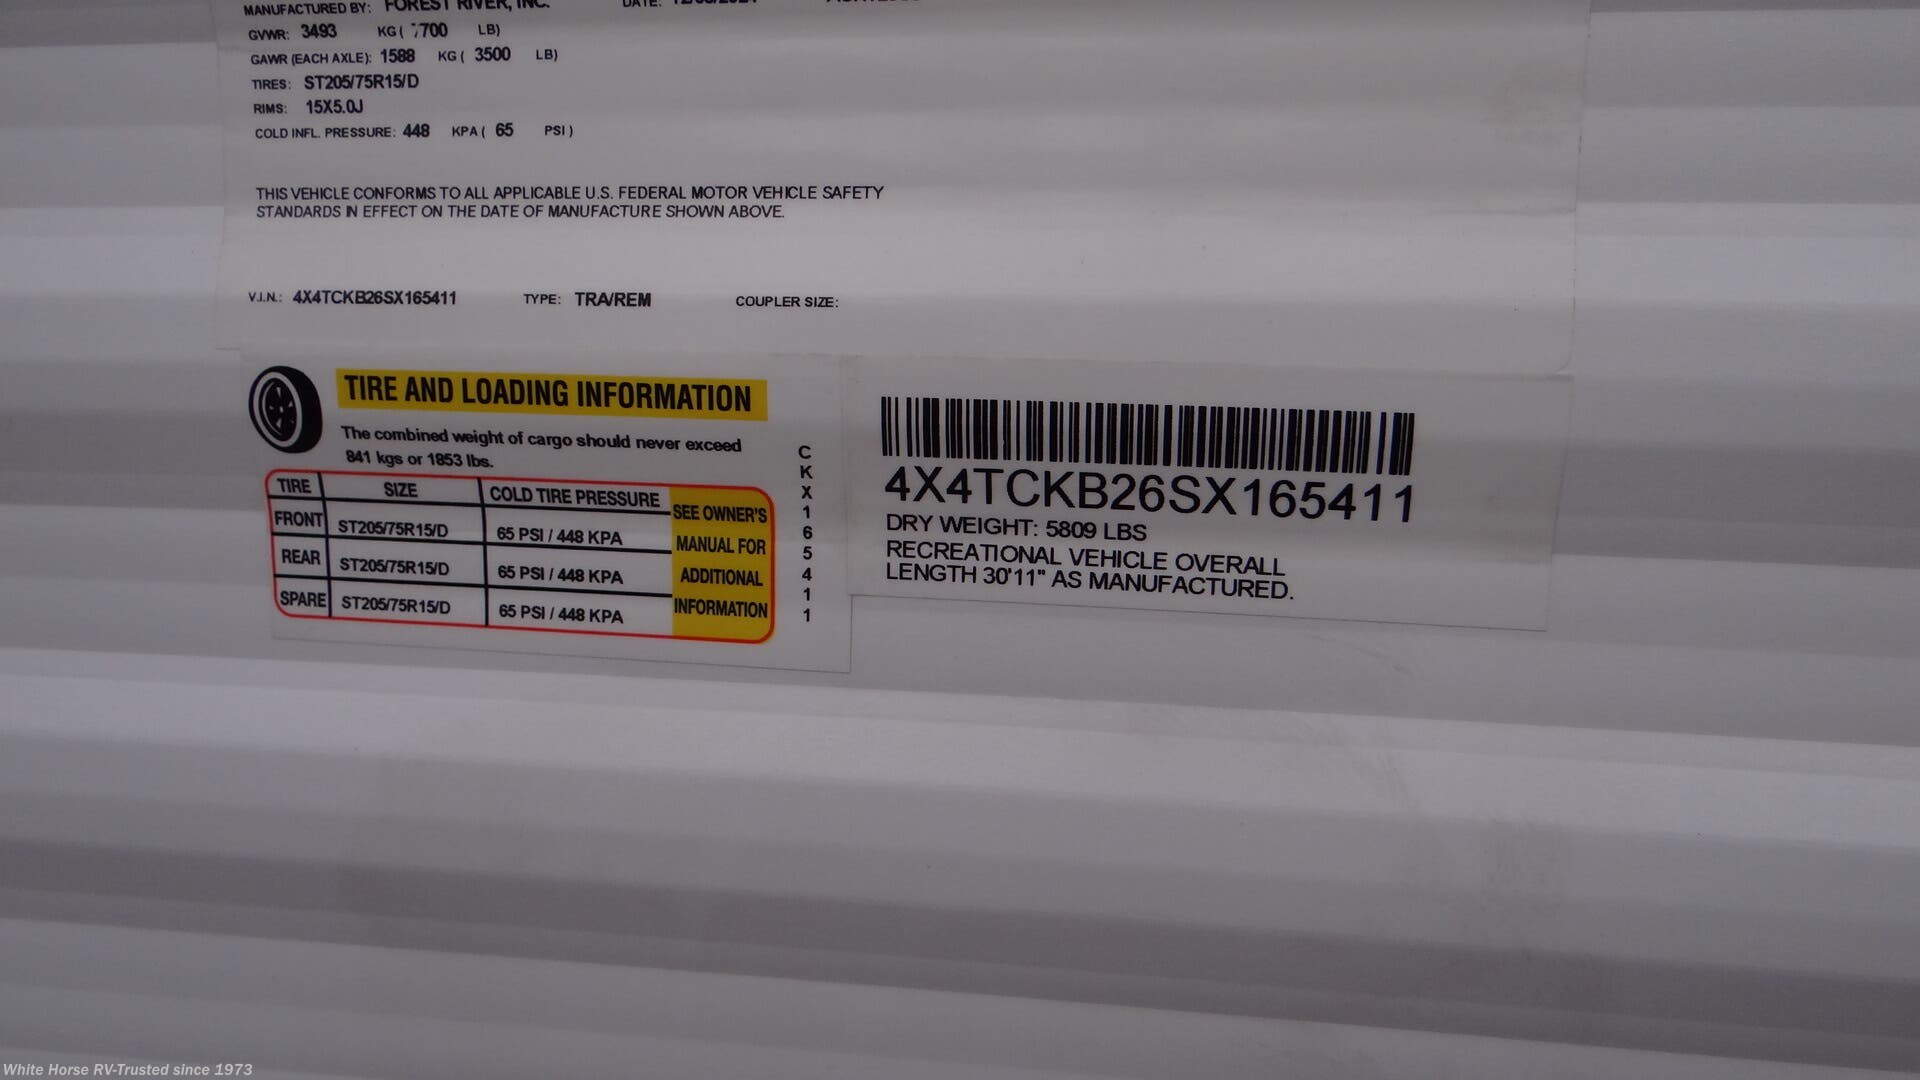 MANUFACTURED BY: FOREST RIVER, INC. DATE:
GVWR: 3493 KG ( 7700 LB)
GAWR (EACH AXLE): 1588 KG ( 3500 LB)
TIRES: ST205/75R15/D
RIMS: 15X5.0J
COLD INFL. PRESSURE: 448 KPA ( 65 PSI )
THIS VEHICLE CONFORMS TO ALL APPLICABLE U.S. FEDERAL MOTOR VEHICLE SAFETY
STANDARDS IN EFFECT ON THE DATE OF MANUFACTURE SHOWN ABOVE.
V.I.N.: 4X4TCKB26SX165411 TYPE: TRA/REM COUPLER SIZE:
TIRE AND LOADING INFORMATION
The combined weight of cargo should never exceed
841 kgs or 1853 lbs.
TIRE SIZE COLD TIRE PRESSURE
FRONT ST205/75R15/D 65 PSI / 448 KPA
REAR ST205/75R15/D 65 PSI / 448 KPA
SPARE ST205/75R15/D 65 PSI / 448 KPA
SEE OWNER'S
MANUAL FOR
ADDITIONAL
INFORMATION
C
K
X
1
6
5
4
1
1
4X4TCKB26SX165411
DRY WEIGHT: 5809 LBS
RECREATIONAL VEHICLE OVERALL
LENGTH 30'11" AS MANUFACTURED.
White Horse RV-Trusted since 1973